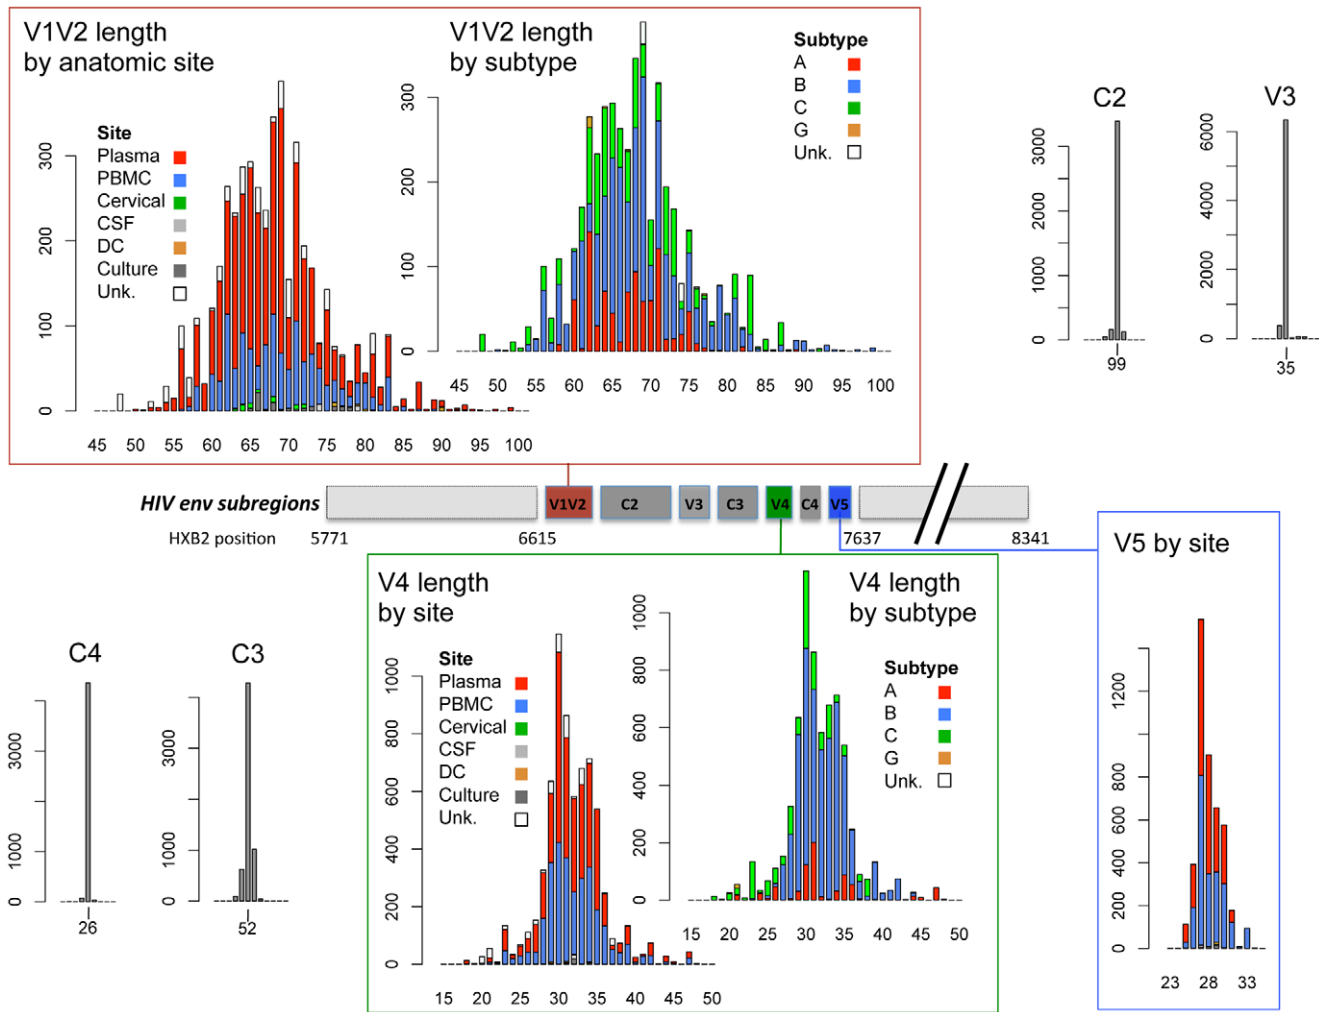 V1V2 length
by anatomic site
Site
Plasma
PBMC
Cervical
CSF
DC
Culture
Unk.
300
200
100
0
45 50 55 60 65 70 75 80 85 90 95 100
V1V2 length
by subtype
Subtype
A
B
C
G
Unk.
300
200
100
0
45 50 55 60 65 70 75 80 85 90 95 100
C2
3000
2000
1000
0
99
V3
6000
4000
2000
0
35
HIV env subregions
V1V2 C2 V3 C3 V4 C4 V5
HXB2 position 5771 6615 7637 8341
C4
3000
1000
0
26
C3
3000
1000
0
52
V4 length
by site
Site
Plasma
PBMC
Cervical
CSF
DC
Culture
Unk.
1000
800
600
400
200
0
15 20 25 30 35 40 45 50
V4 length
by subtype
Subtype
A
B
C
G
Unk.
1000
800
600
400
200
0
15 20 25 30 35 40 45 50
V5 by site
1200
800
600
400
200
0
23 28 33